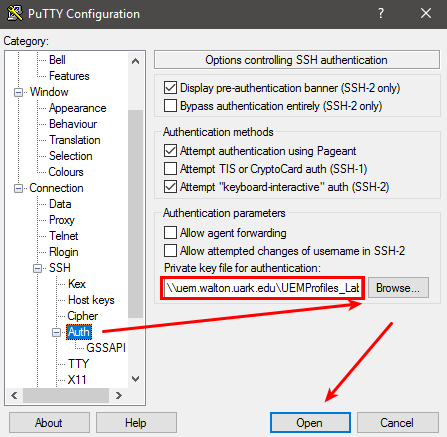 PuTTY Configuration
Category:
Bell
Features
Window
Appearance
Behaviour
Translation
Selection
Colours
Connection
Data
Proxy
Telnet
Rlogin
SSH
Kex
Host keys
Cipher
Auth
GSSAPI
TTY
X11
Options controlling SSH authentication
Display pre-authentication banner (SSH-2 only)
Bypass authentication entirely (SSH-2 only)
Authentication methods
Attempt authentication using Pageant
Attempt TIS or CryptoCard auth (SSH-1)
Attempt "keyboard-interactive" auth (SSH-2)
Authentication parameters
Allow agent forwarding
Allow attempted changes of username in SSH-2
Private key file for authentication:
\\uem.walton.uark.edu\UEMProfiles_Lab Browse...
About Help Open Cancel